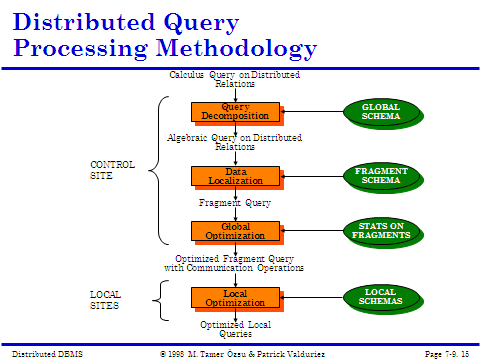 Distributed Query
Processing Methodology
Calculus Query on Distributed
Relations
Query
Decomposition
GLOBAL
SCHEMA
Algebraic Query on Distributed
Relations
CONTROL
SITE
Data
Localization
FRAGMENT
SCHEMA
Fragment Query
Global
Optimization
STATS ON
FRAGMENTS
Optimized Fragment Query
with Communication Operations
LOCAL
SITES
Local
Optimization
LOCAL
SCHEMAS
Optimized Local
Queries
Distributed DBMS
© 1998 M. Tamer Özsu & Patrick Valduriez
Page 7-9. 15